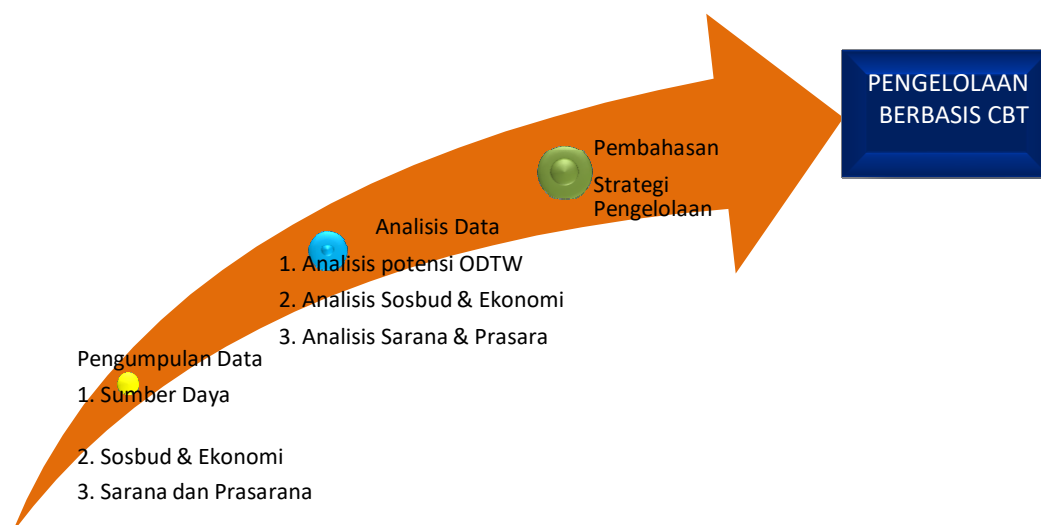 Pengumpulan Data
1. Sumber Daya
2. Sosbud & Ekonomi
3. Sarana dan Prasarana
Analisis Data
1. Analisis potensi ODTW
2. Analisis Sosbud & Ekonomi
3. Analisis Sarana & Prasara
Pembahasan
Strategi
Pengelolaan
PENGELOLAAN
BERBASIS CBT